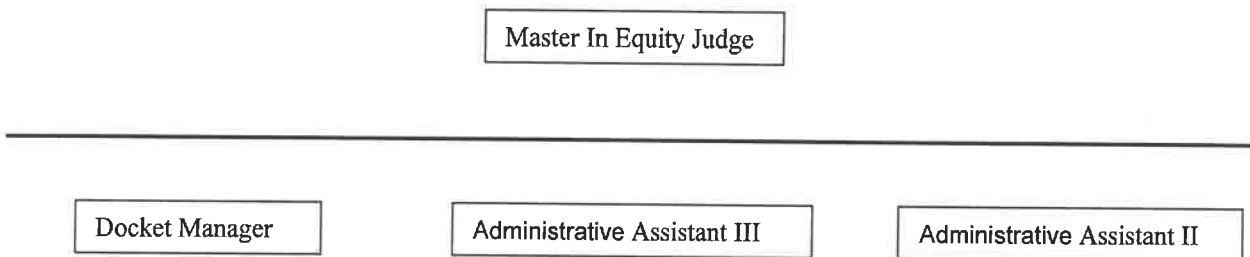 Master In Equity Judge
Docket Manager
Administrative Assistant III
Administrative Assistant II